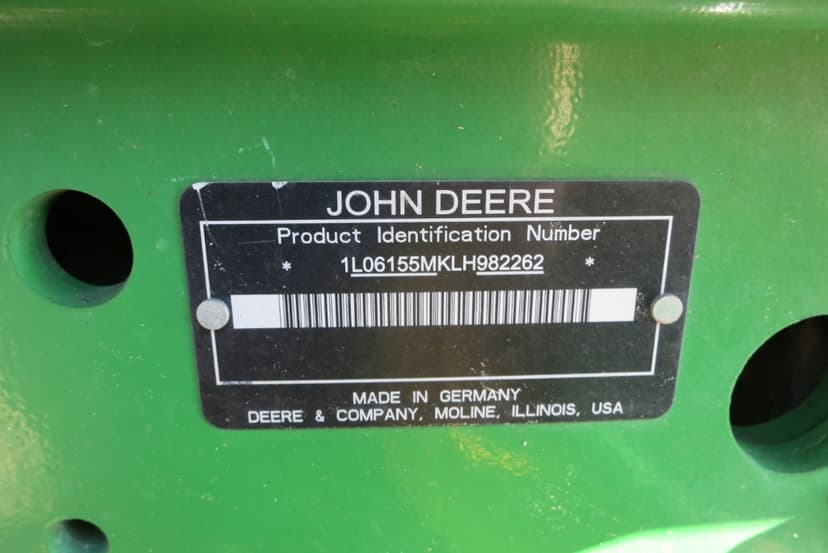 JOHN DEERE
Product Identification Number
* 1L06155MKLH982262 *
MADE IN GERMANY
DEERE & COMPANY, MOLINE, ILLINOIS, USA